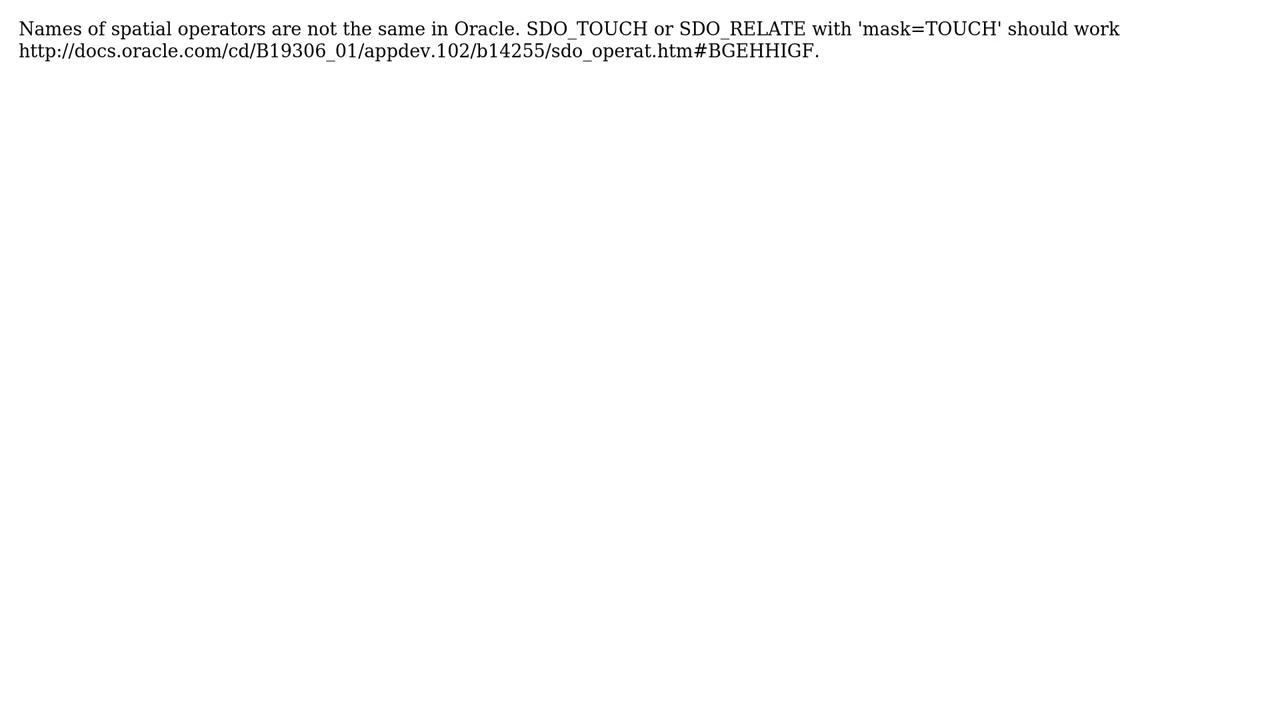 Names of spatial operators are not the same in Oracle. SDO_TOUCH or SDO_RELATE with 'mask=TOUCH' should work
http://docs.oracle.com/cd/B19306_01/appdev.102/b14255/sdo_operat.htm#BGEHHIGF.